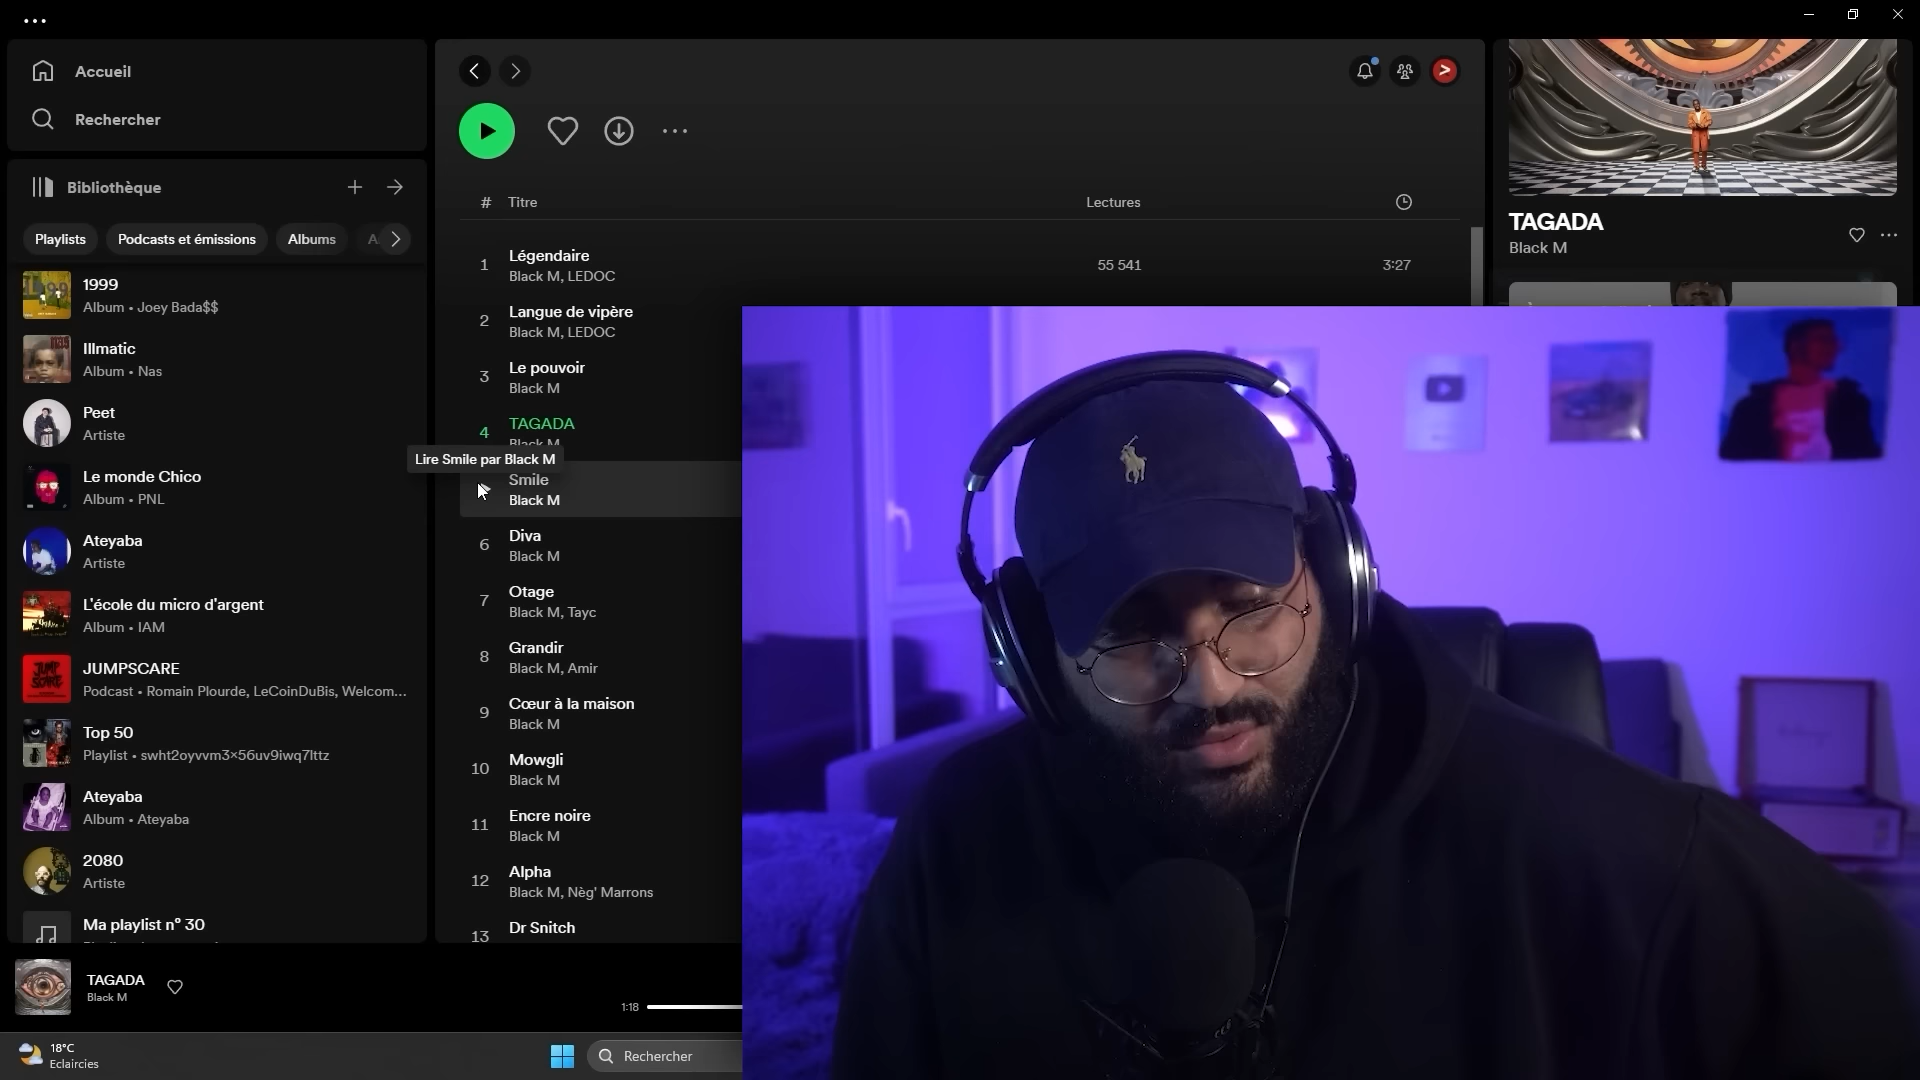 Accueil
Rechercher
Bibliothèque
Playlists
Podcasts et émissions
Albums
1999
Album • Joey Bada$$
Illmatic
Album • Nas
Peet
Artiste
Le monde Chico
Album • PNL
Ateyaba
Artiste
L'école du micro d'argent
Album • IAM
JUMPSCARE
Podcast • Romain Plourde, LeCoinDuBis, Welcom...
Top 50
Playlist • swht2oyvvm3x56uv9iwq7lttz
Ateyaba
Album • Ateyaba
2080
Artiste
Ma playlist n° 30
# Titre Lectures
1 Légendaire 55 541 3:27
Black M, LEDOC
2 Langue de vipère
Black M, LEDOC
3 Le pouvoir
Black M
4 TAGADA
Black M
Lire Smile par Black M
Smile
Black M
6 Diva
Black M
7 Otage
Black M, Tayc
8 Grandir
Black M, Amir
9 Cœur à la maison
Black M
10 Mowgli
Black M
11 Encre noire
Black M
12 Alpha
Black M, Nèg' Marrons
13 Dr Snitch
TAGADA
Black M
TAGADA
Black M
1:18
18°C
Eclaircies
Rechercher